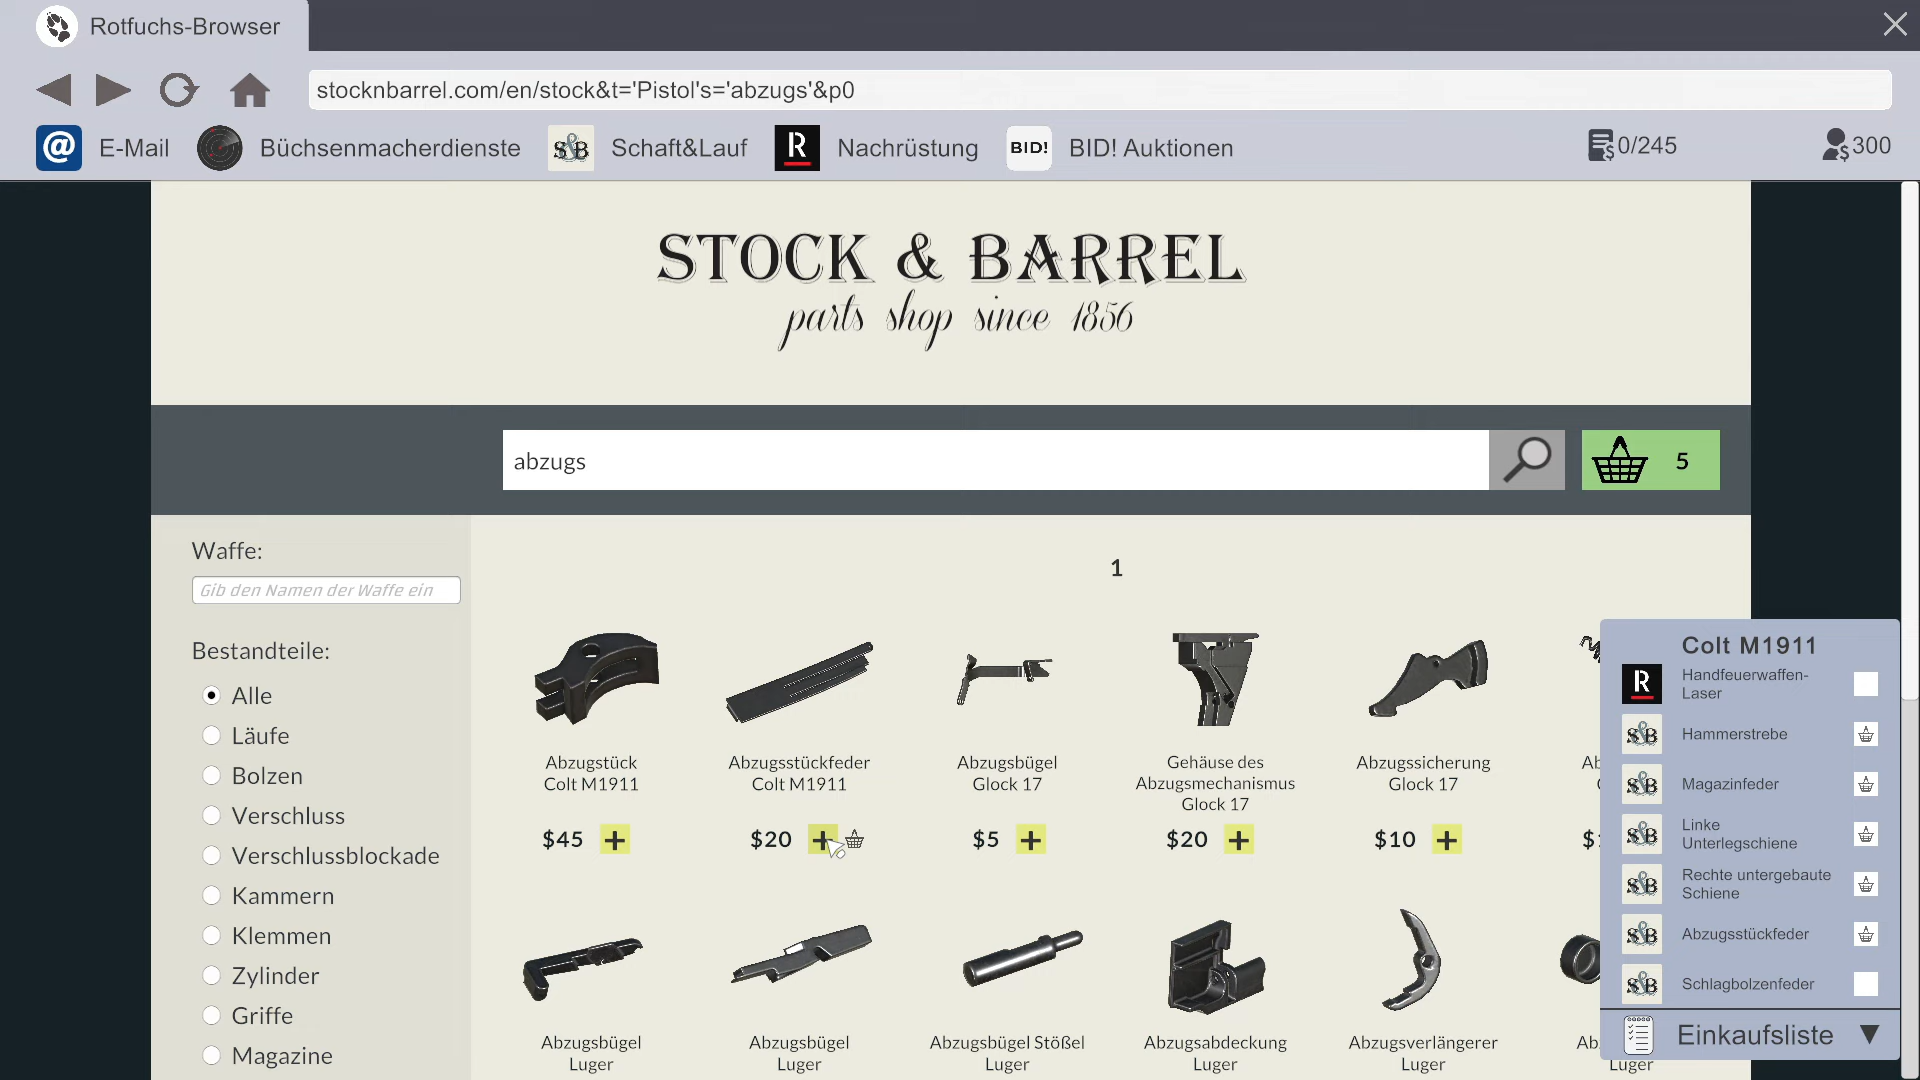 Rotfuchs-Browser
stocknbarrel.com/en/stock&t='Pistol's='abzugs'&p0
@ E-Mail
Büchsenmacherdienste
S&B Schaft&Lauf
R Nachrüstung
BID! BID! Auktionen
0/245
300
STOCK & BARREL
parts shop since 1856
abzugs
5
Waffe:
Gib den Namen der Waffe ein
Bestandteile:
Alle
Läufe
Bolzen
Verschluss
Verschlussblockade
Kammern
Klemmen
Zylinder
Griffe
Magazine
1
Abzugstück
Colt M1911
$45 +
Abzugsstückfeder
Colt M1911
$20 +
Abzugsbügel
Glock 17
$5 +
Gehäuse des
Abzugsmechanismus
Glock 17
$20 +
Abzugssicherung
Glock 17
$10 +
Abzugsbügel
Luger
Abzugsbügel
Luger
Abzugsbügel Stößel
Luger
Abzugsabdeckung
Luger
Abzugsverlängerer
Luger
Luger
Colt M1911
R Handfeuerwaffen-
Laser
S&B Hammerstrebe
S&B Magazinfeder
S&B Linke
Unterlegschiene
S&B Rechte untergebaute
Schiene
S&B Abzugsstückfeder
S&B Schlagbolzenfeder
Einkaufsliste